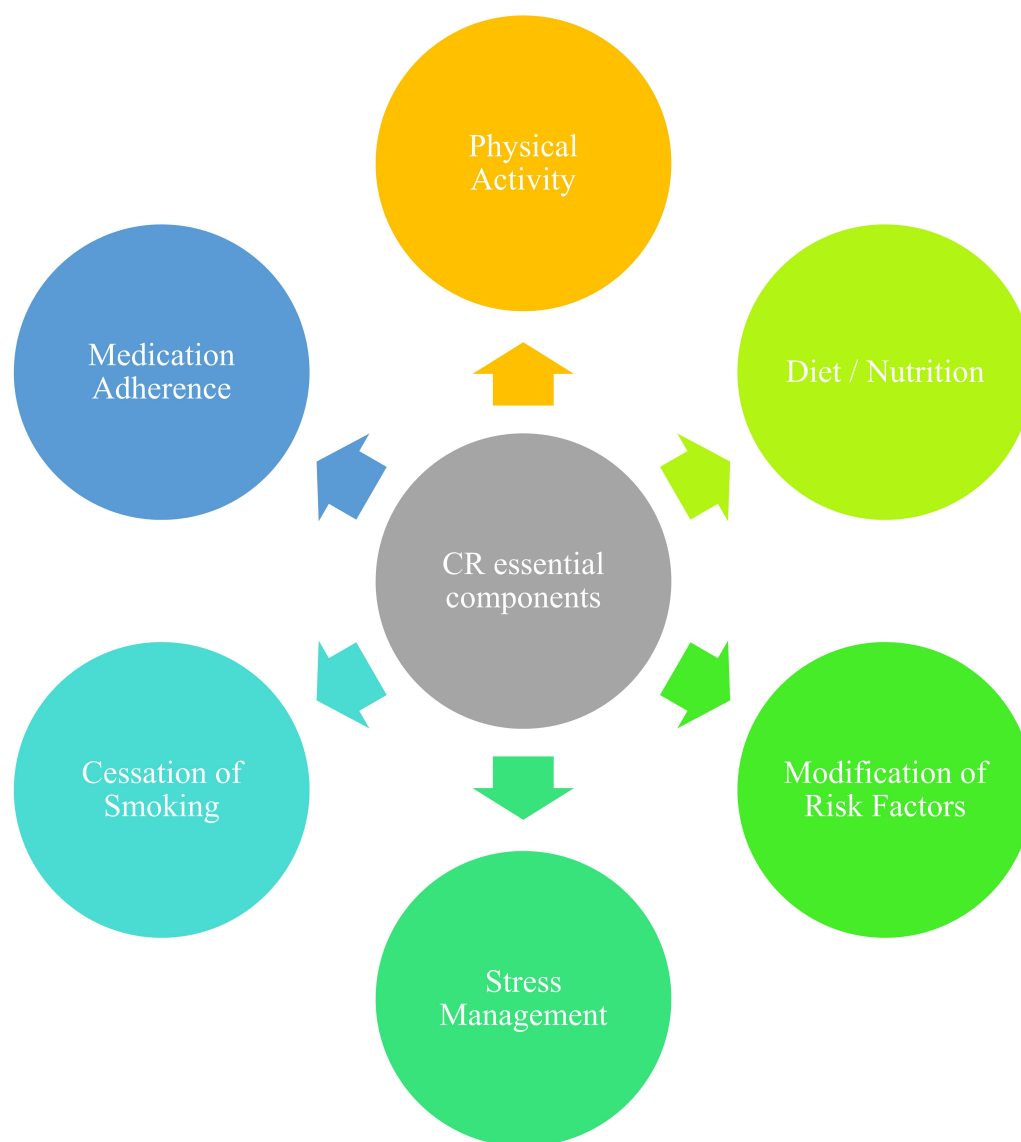 Physical
Activity
Medication
Adherence
Diet / Nutrition
CR essential
components
Cessation of
Smoking
Modification of
Risk Factors
Stress
Management